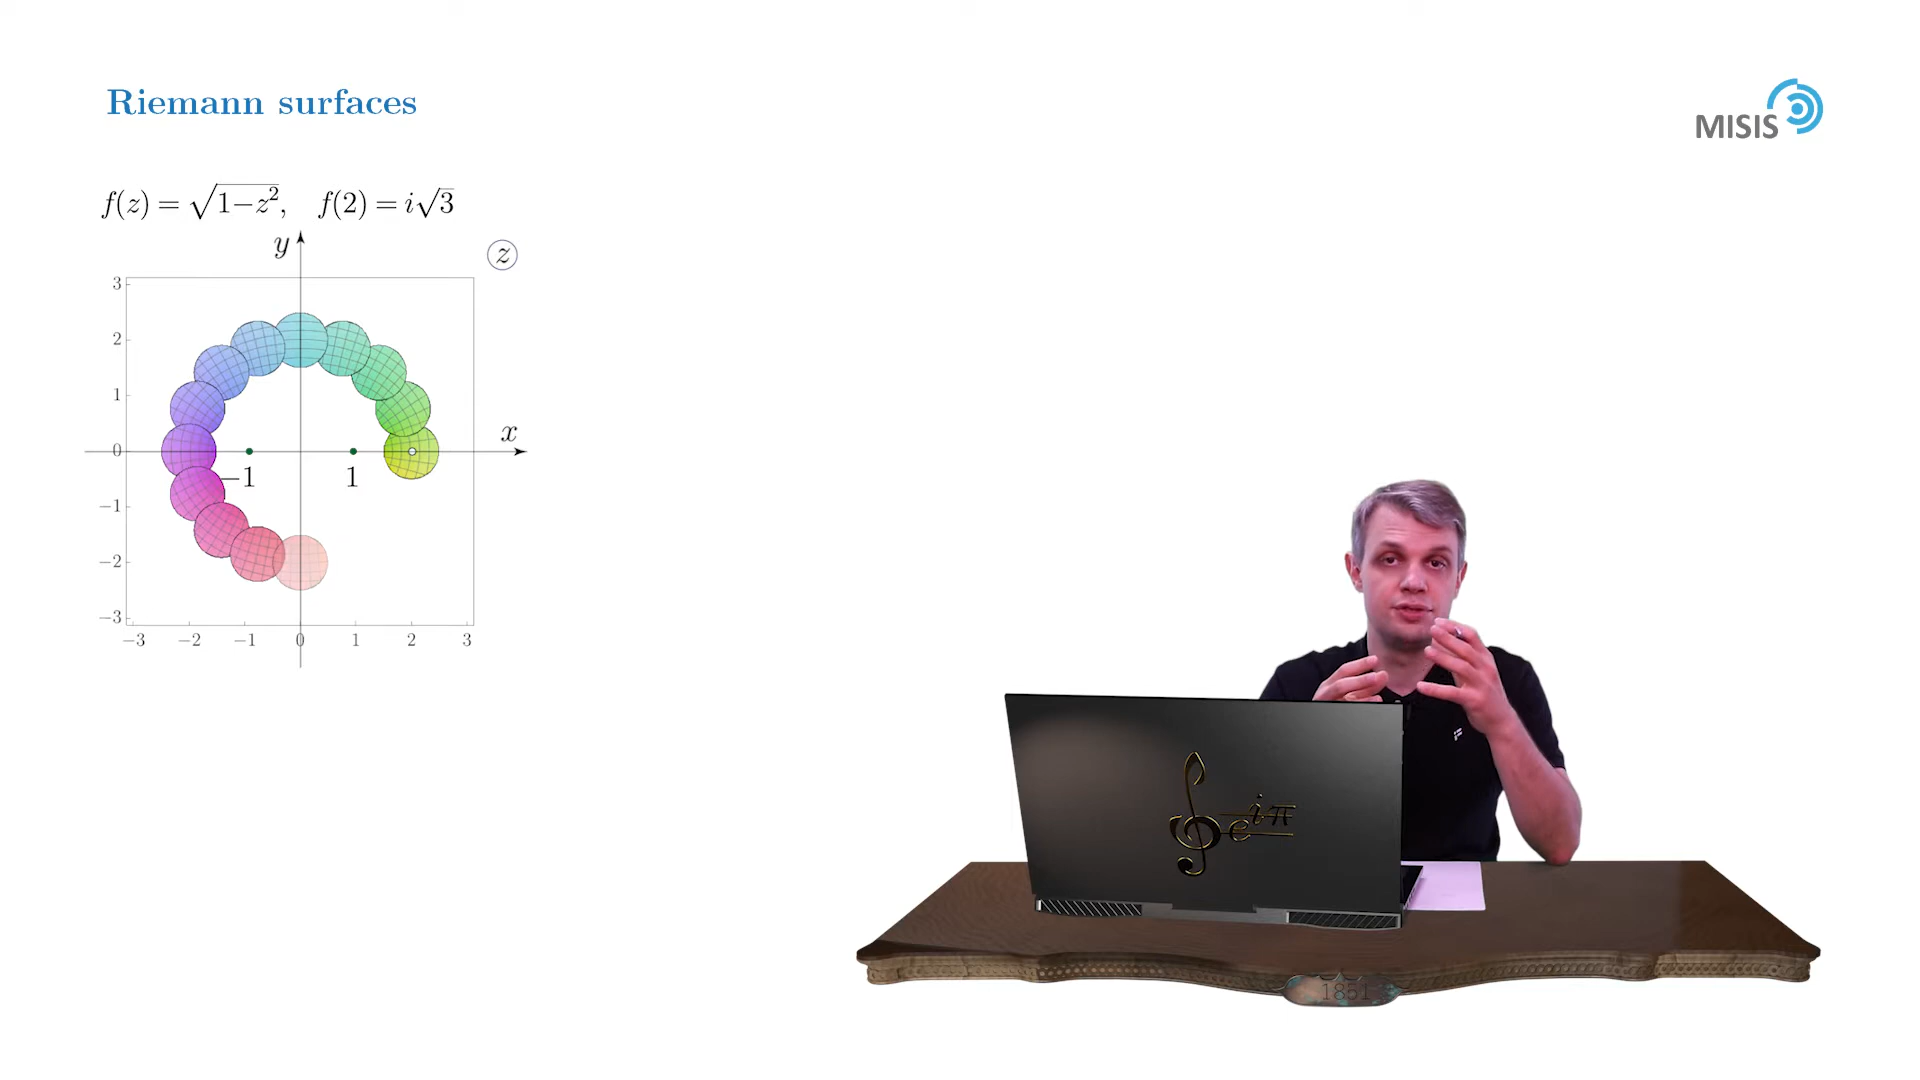 Riemann surfaces
MISIS
f(z) = √(1−z²), f(2) = i√3
y
z
3
2
1
0
−1
−2
−3
x
−1 1
−3 −2 −1 0 1 2 3
e^{iπ}
1851